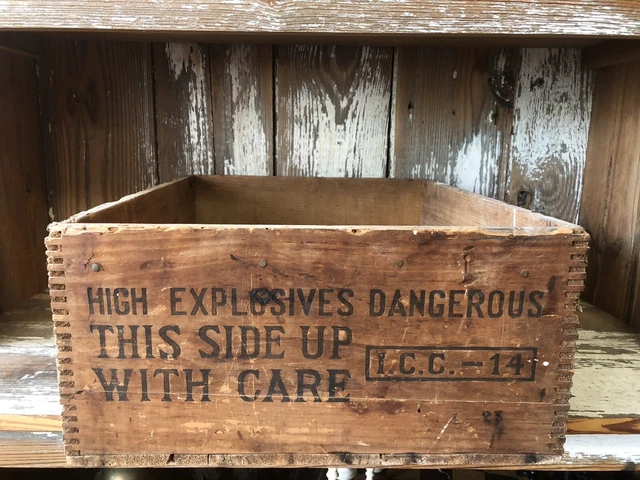 HIGH EXPLOSIVES DANGEROUS
THIS SIDE UP
WITH CARE
I.C.C. - 14